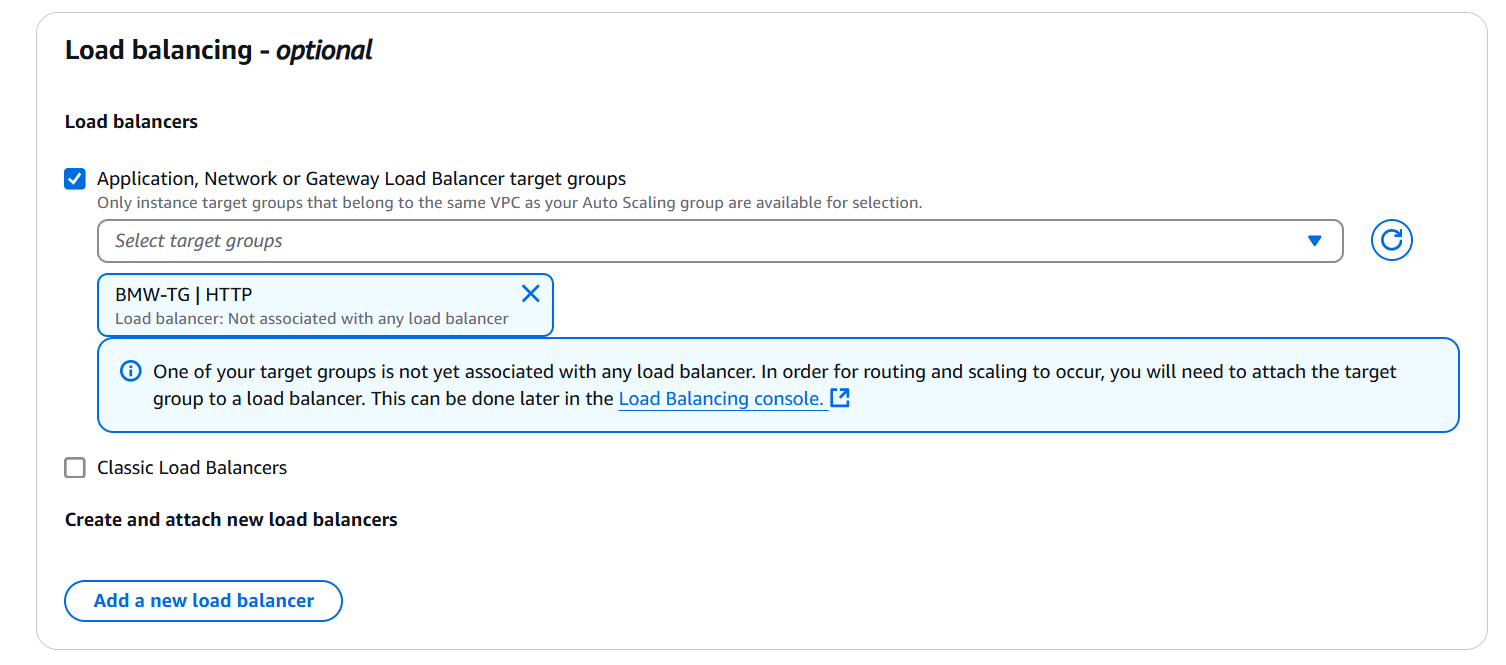 Load balancing - optional
Load balancers
Application, Network or Gateway Load Balancer target groups
Only instance target groups that belong to the same VPC as your Auto Scaling group are available for selection.
Select target groups
BMW-TG | HTTP
Load balancer: Not associated with any load balancer
One of your target groups is not yet associated with any load balancer. In order for routing and scaling to occur, you will need to attach the target
group to a load balancer. This can be done later in the Load Balancing console.
Classic Load Balancers
Create and attach new load balancers
Add a new load balancer